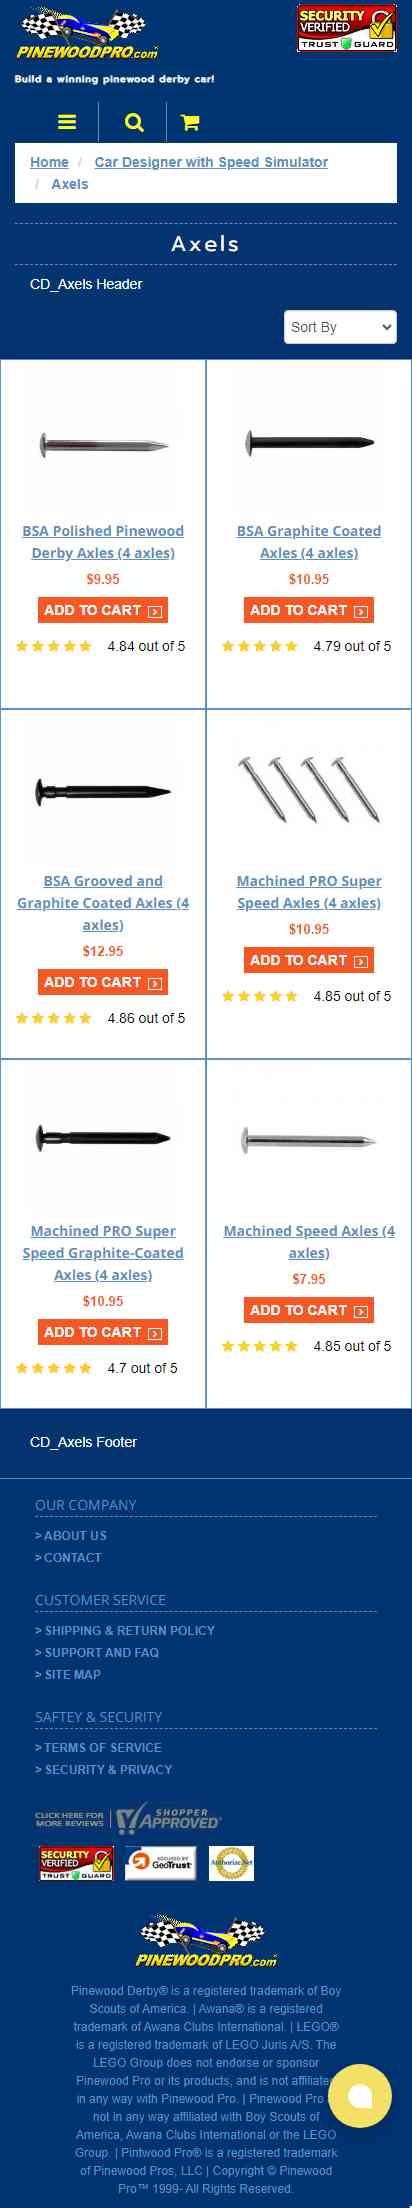 PINEWOODPRO.com
SECURITY
VERIFIED
TRUST GUARD
Build a winning pinewood derby car!
Home / Car Designer with Speed Simulator
/ Axels
Axels
CD_Axels Header
Sort By
BSA Polished Pinewood
Derby Axles (4 axles)
$9.95
ADD TO CART
4.84 out of 5
BSA Graphite Coated
Axles (4 axles)
$10.95
ADD TO CART
4.79 out of 5
BSA Grooved and
Graphite Coated Axles (4
axles)
$12.95
ADD TO CART
4.86 out of 5
Machined PRO Super
Speed Axles (4 axles)
$10.95
ADD TO CART
4.85 out of 5
Machined PRO Super
Speed Graphite-Coated
Axles (4 axles)
$10.95
ADD TO CART
4.7 out of 5
Machined Speed Axles (4
axles)
$7.95
ADD TO CART
4.85 out of 5
CD_Axels Footer
OUR COMPANY
> ABOUT US
> CONTACT
CUSTOMER SERVICE
> SHIPPING & RETURN POLICY
> SUPPORT AND FAQ
> SITE MAP
SAFTEY & SECURITY
> TERMS OF SERVICE
> SECURITY & PRIVACY
CLICK HERE FOR
MORE REVIEWS
SHOPPER
APPROVED
SECURITY
VERIFIED
TRUST GUARD
SECURED BY
GeoTrust
Authorize.Net
PINEWOODPRO.com
Pinewood Derby® is a registered trademark of Boy
Scouts of America. | Awana® is a registered
trademark of Awana Clubs International. | LEGO®
is a registered trademark of LEGO Juris A/S. The
LEGO Group does not endorse or sponsor
Pinewood Pro or its products, and is not affiliated
in any way with Pinewood Pro. | Pinewood Pro
not in any way affiliated with Boy Scouts of
America, Awana Clubs International or the LEGO
Group. | Pintwood Pro® is a registered trademark
of Pinewood Pros, LLC | Copyright © Pinewood
Pro™ 1999- All Rights Reserved.